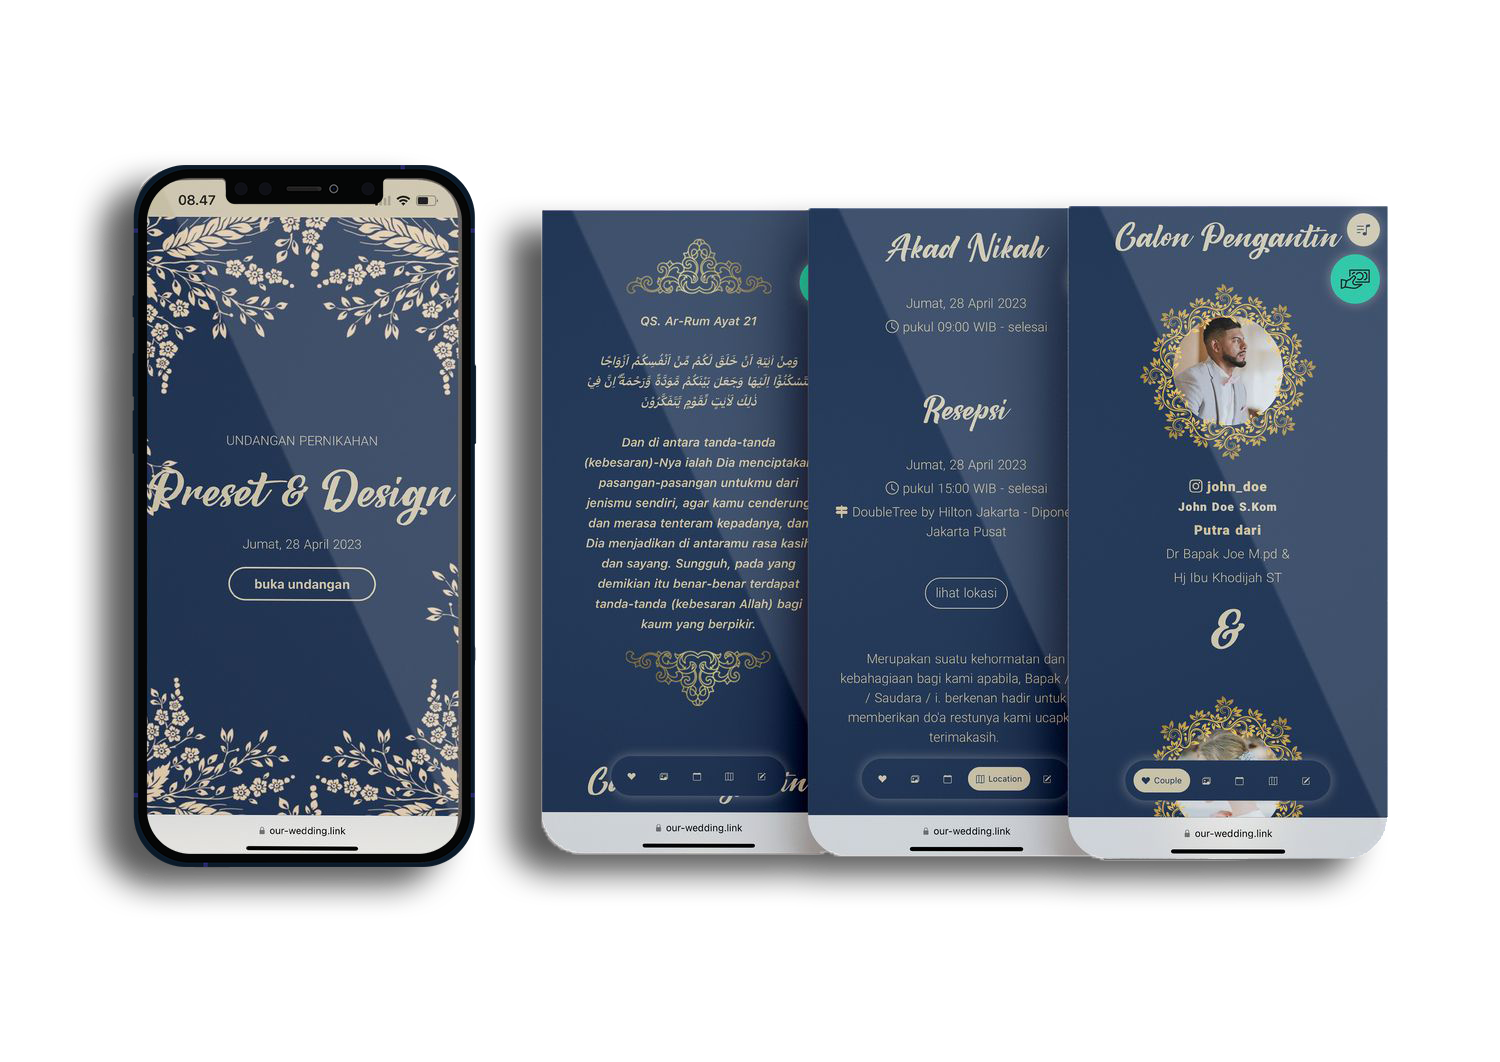 08.47
UNDANGAN PERNIKAHAN
Preset & Design
Jumat, 28 April 2023
buka undangan
our-wedding.link
QS. Ar-Rum Ayat 21
وَمِنْ اٰيٰتِهٖٓ اَنْ خَلَقَ لَكُمْ مِّنْ اَنْفُسِكُمْ اَزْوَاجًا
لِّتَسْكُنُوْٓا اِلَيْهَا وَجَعَلَ بَيْنَكُمْ مَّوَدَّةً وَّرَحْمَةً ۗاِنَّ فِيْ
ذٰلِكَ لَاٰيٰتٍ لِّقَوْمٍ يَّتَفَكَّرُوْنَ
Dan di antara tanda-tanda
(kebesaran)-Nya ialah Dia menciptakan
pasangan-pasangan untukmu dari
jenismu sendiri, agar kamu cenderung
dan merasa tenteram kepadanya, dan
Dia menjadikan di antaramu rasa kasih
dan sayang. Sungguh, pada yang
demikian itu benar-benar terdapat
tanda-tanda (kebesaran Allah) bagi
kaum yang berpikir.
our-wedding.link
Akad Nikah
Jumat, 28 April 2023
pukul 09:00 WIB - selesai
Resepsi
Jumat, 28 April 2023
pukul 15:00 WIB - selesai
DoubleTree by Hilton Jakarta - Dipone
Jakarta Pusat
lihat lokasi
Merupakan suatu kehormatan dan
kebahagiaan bagi kami apabila, Bapak /
/ Saudara / i. berkenan hadir untuk
memberikan do'a restunya kami ucapk
terimakasih.
Location
our-wedding.link
Calon Pengantin
john_doe
John Doe S.Kom
Putra dari
Dr Bapak Joe M.pd &
Hj Ibu Khodijah ST
&
Couple
our-wedding.link